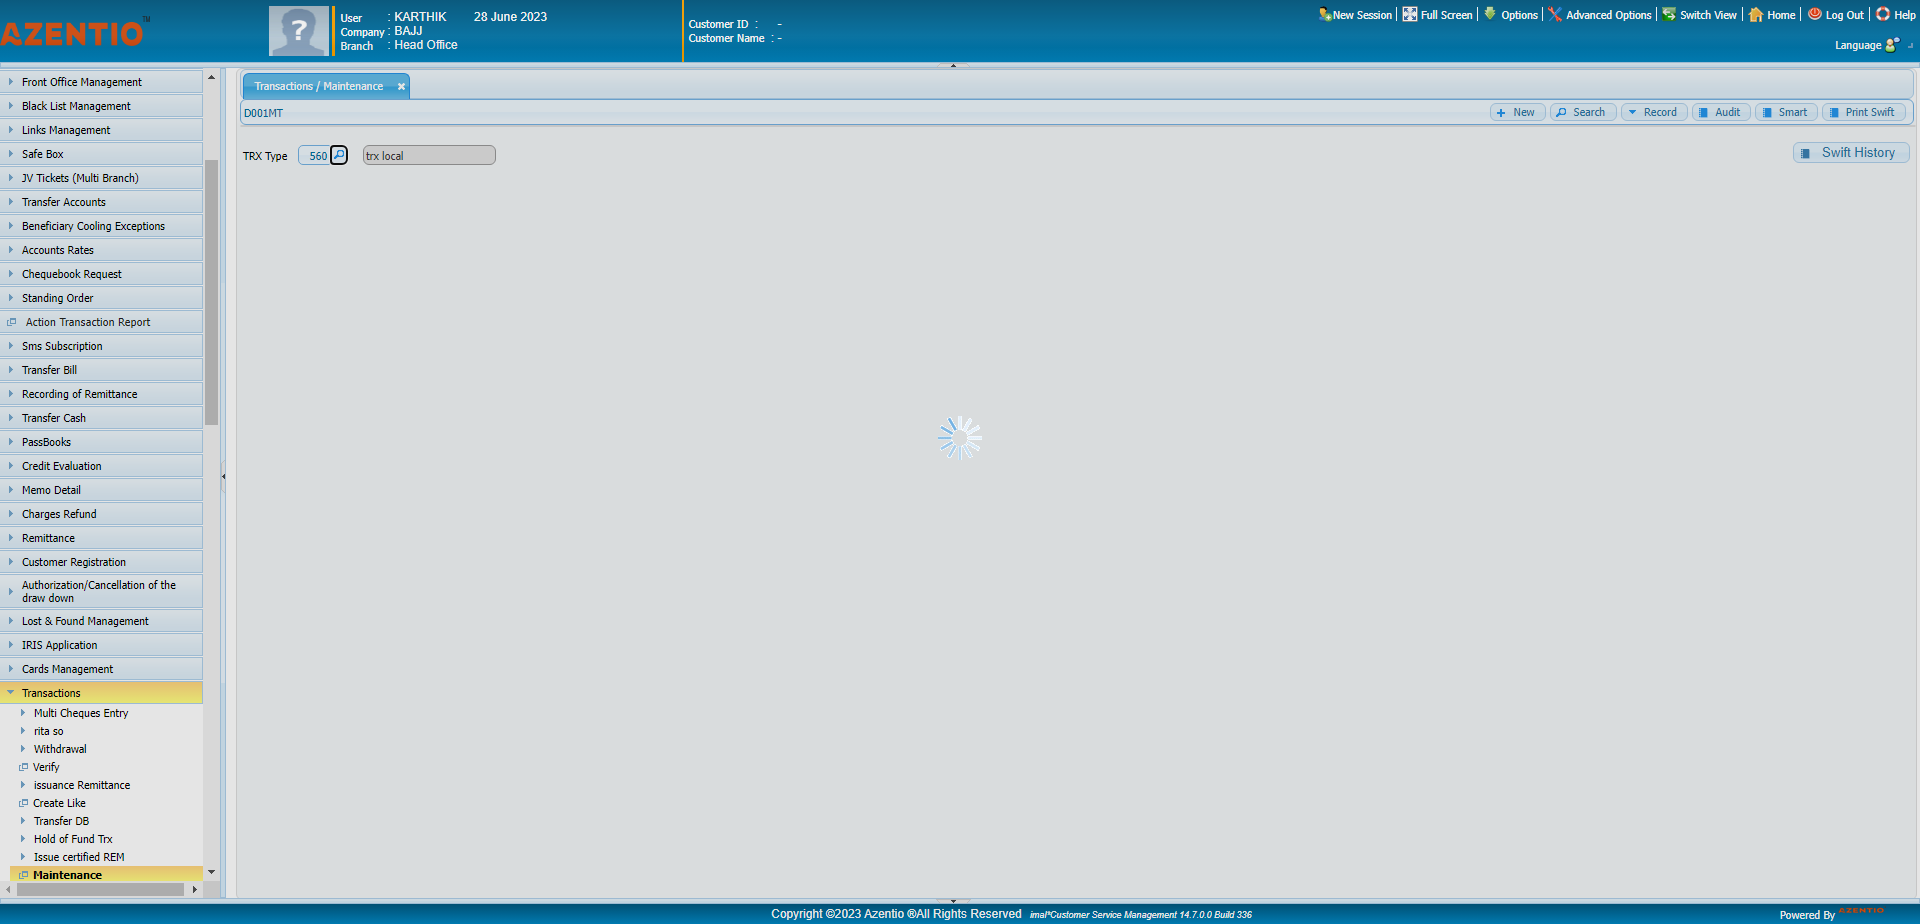 AZENTIO™
User : KARTHIK 28 June 2023
Company : BAJJ
Branch : Head Office
Customer ID : -
Customer Name : -
New Session Full Screen Options Advanced Options Switch View Home Log Out Help
Language
Front Office Management
Black List Management
Links Management
Safe Box
JV Tickets (Multi Branch)
Transfer Accounts
Beneficiary Cooling Exceptions
Accounts Rates
Chequebook Request
Standing Order
Action Transaction Report
Sms Subscription
Transfer Bill
Recording of Remittance
Transfer Cash
PassBooks
Credit Evaluation
Memo Detail
Charges Refund
Remittance
Customer Registration
Authorization/Cancellation of the
draw down
Lost & Found Management
IRIS Application
Cards Management
Transactions
Multi Cheques Entry
rita so
Withdrawal
Verify
issuance Remittance
Create Like
Transfer DB
Hold of Fund Trx
Issue certified REM
Maintenance
Transactions / Maintenance
D001MT
New Search Record Audit Smart Print Swift
TRX Type 560 trx local
Swift History
Copyright ©2023 Azentio ®All Rights Reserved imal®Customer Service Management 14.7.0.0 Build 336
Powered By AZENTIO